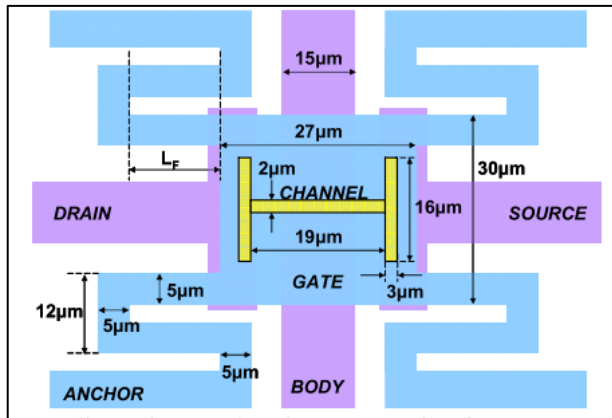 15µm
27µm
L_F
2µm
CHANNEL
30µm
DRAIN
16µm
SOURCE
19µm
GATE
3µm
5µm
12µm
5µm
5µm
ANCHOR
BODY